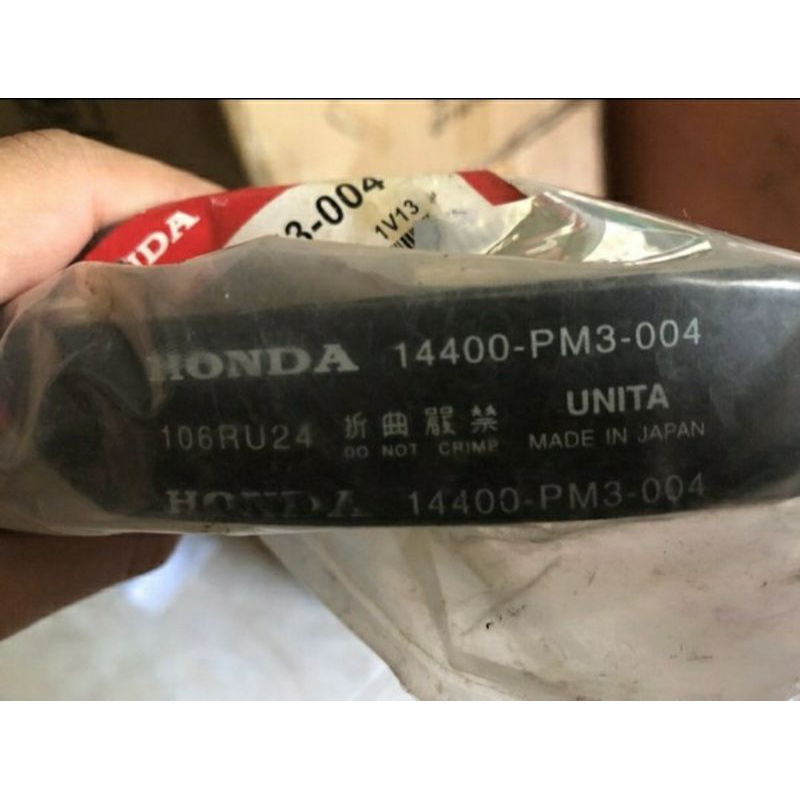 HONDA
3-004
1V13
HONDA 14400-PM3-004
UNITA
106RU24 折曲厳禁 MADE IN JAPAN
DO NOT CRIMP
HONDA 14400-PM3-004